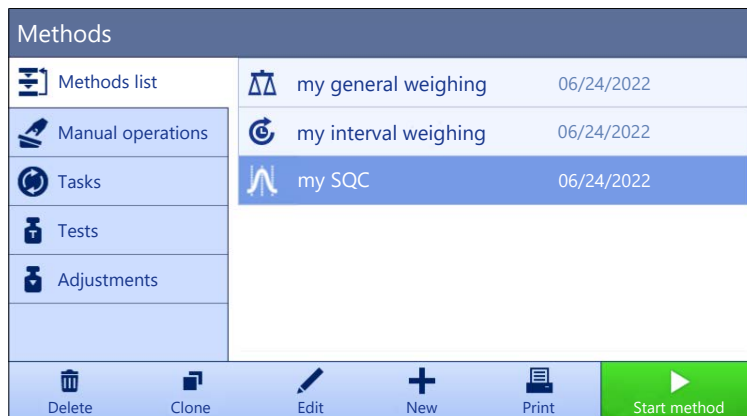 Methods
Methods list
Manual operations
Tasks
Tests
Adjustments
my general weighing 06/24/2022
my interval weighing 06/24/2022
my SQC 06/24/2022
Delete Clone Edit New Print Start method